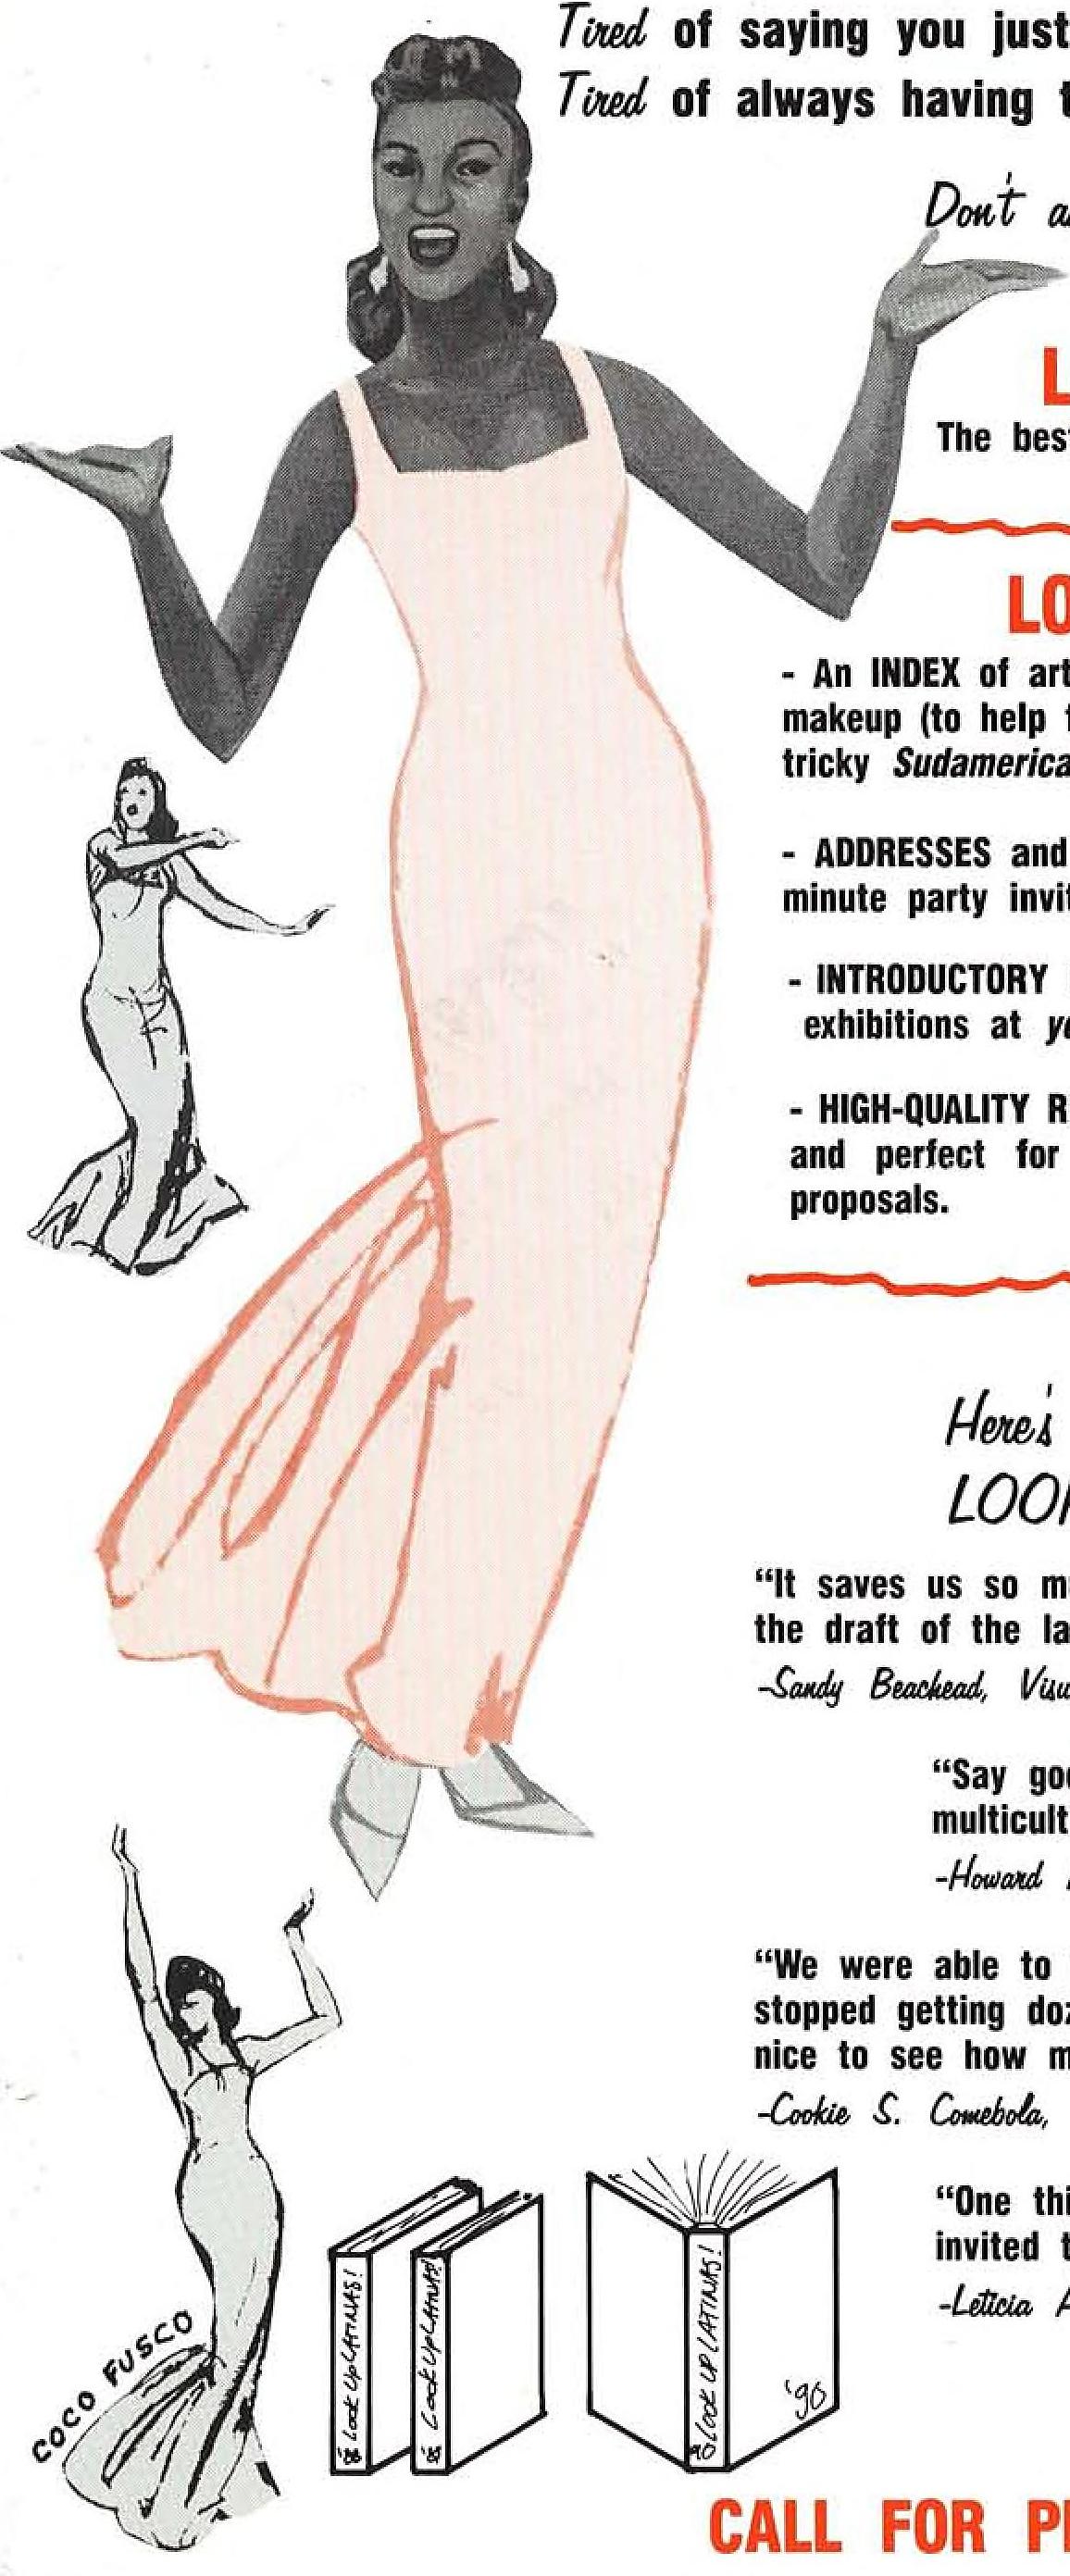 Tired of saying you just
Tired of always having t
Don't a
L
The best
LO
- An INDEX of art
makeup (to help f
tricky Sudamerica
- ADDRESSES and
minute party invit
- INTRODUCTORY
exhibitions at yo
- HIGH-QUALITY R
and perfect for
proposals.
Here's
LOOK
"It saves us so mu
the draft of the la
-Sandy Beachead, Visu
"Say goo
multicult
-Howard
"We were able to
stopped getting doz
nice to see how m
-Cookie S. Comebola,
"One thi
invited t
-Leticia A
COCO FUSCO
Look Up LATINAS!
Look Up LATINAS!
90 Look UP LATINAS!
'90
CALL FOR P